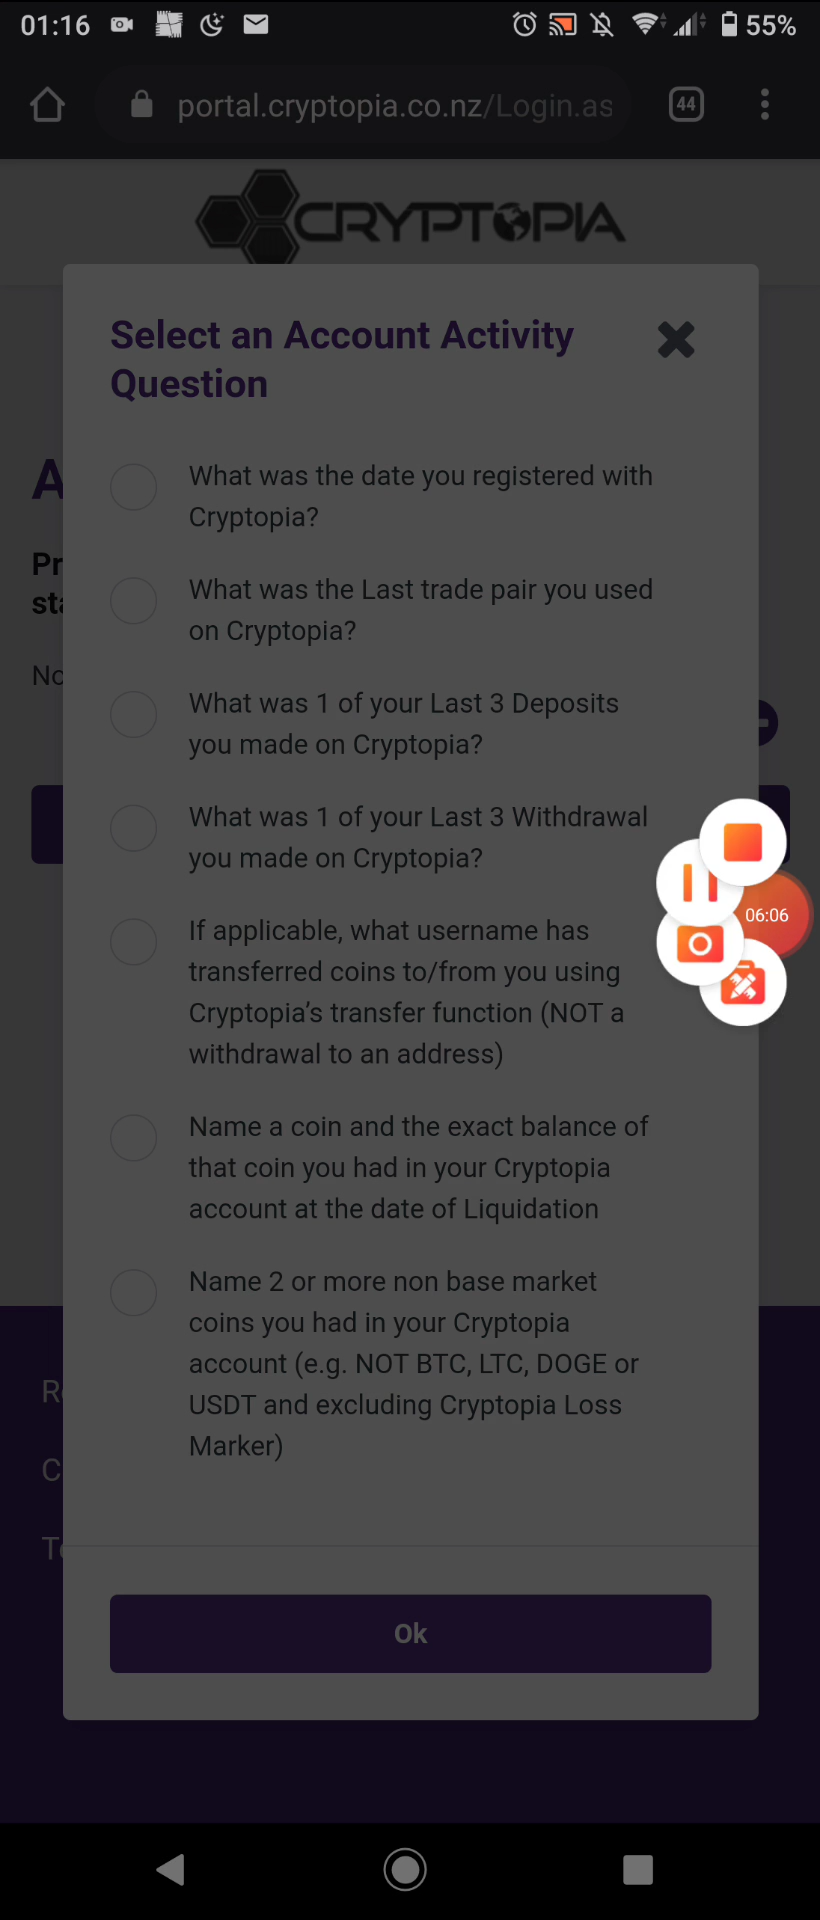 01:16
55%
portal.cryptopia.co.nz/Login.as
44
CRYPTOPIA
Select an Account Activity
Question
What was the date you registered with
Cryptopia?
What was the Last trade pair you used
on Cryptopia?
What was 1 of your Last 3 Deposits
you made on Cryptopia?
What was 1 of your Last 3 Withdrawal
you made on Cryptopia?
06:06
If applicable, what username has
transferred coins to/from you using
Cryptopia’s transfer function (NOT a
withdrawal to an address)
Name a coin and the exact balance of
that coin you had in your Cryptopia
account at the date of Liquidation
Name 2 or more non base market
coins you had in your Cryptopia
account (e.g. NOT BTC, LTC, DOGE or
USDT and excluding Cryptopia Loss
Marker)
Ok